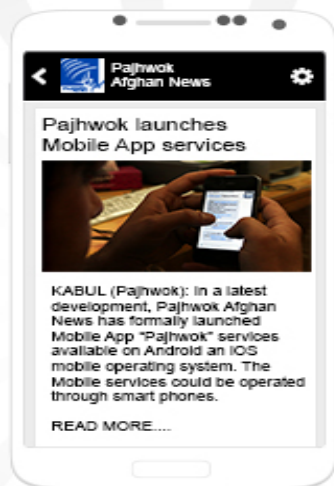 Pajhwok
Afghan News
Pajhwok launches
Mobile App services
KABUL (Pajhwok): In a latest
development, Pajhwok Afghan
News has formally launched
Mobile App "Pajhwok" services
available on Android an IOS
mobile operating system. The
Mobile services could be operated
through smart phones.
READ MORE....